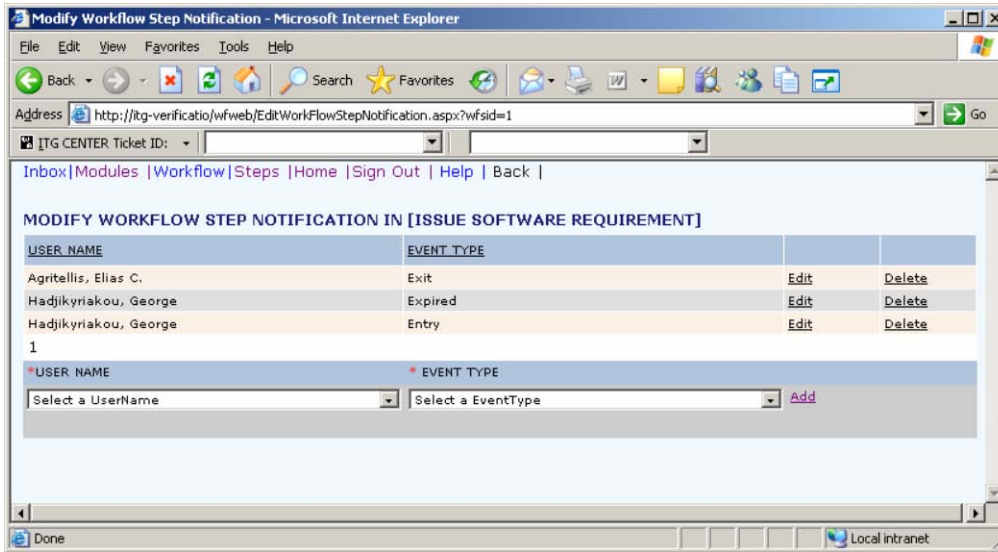 Modify Workflow Step Notification - Microsoft Internet Explorer
File Edit View Favorites Tools Help
Back Search Favorites
Address http://itg-verificatio/wfweb/EditWorkFlowStepNotification.aspx?wfsid=1 Go
ITG CENTER Ticket ID:
Inbox|Modules |Workflow|Steps |Home |Sign Out | Help | Back |
MODIFY WORKFLOW STEP NOTIFICATION IN [ISSUE SOFTWARE REQUIREMENT]
USER NAME EVENT TYPE
Agritellis, Elias C. Exit Edit Delete
Hadjikyriakou, George Expired Edit Delete
Hadjikyriakou, George Entry Edit Delete
1
*USER NAME * EVENT TYPE
Select a UserName Select a EventType Add
Done Local intranet